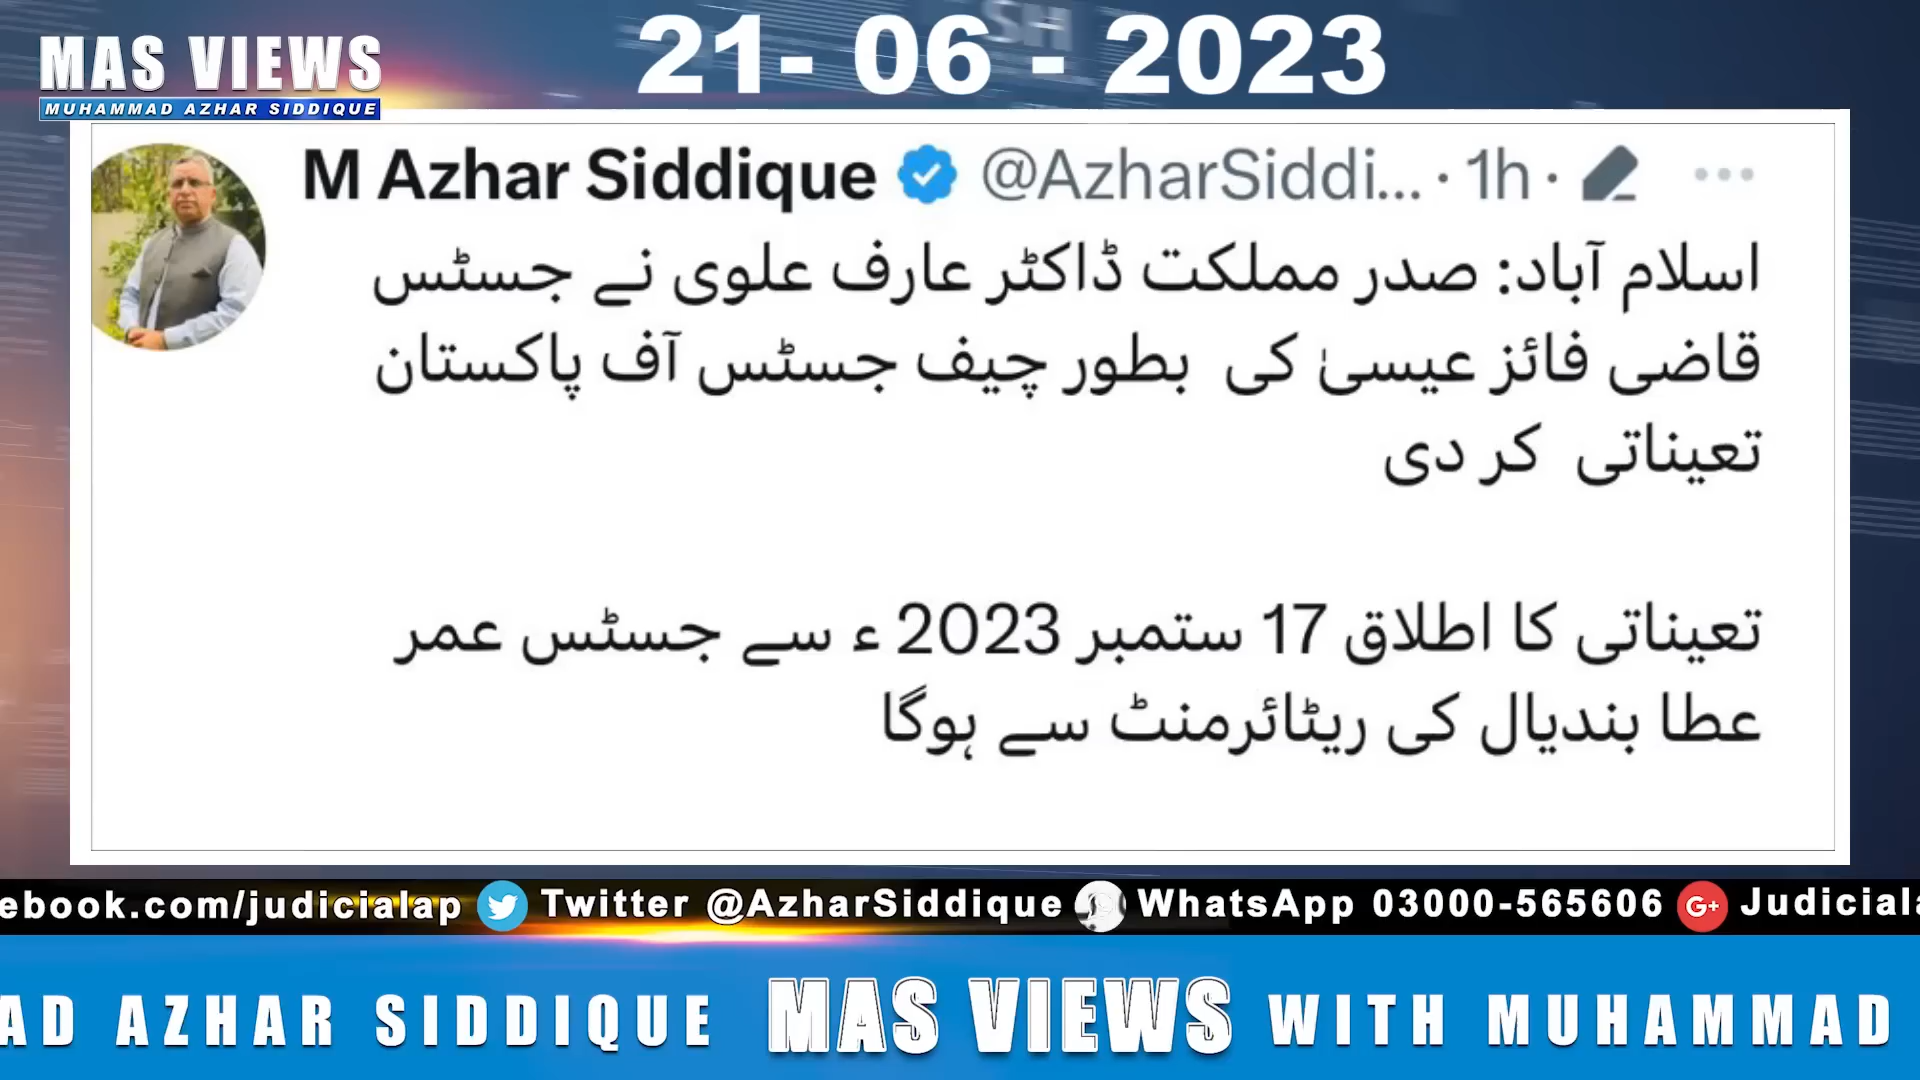 MAS VIEWS
MUHAMMAD AZHAR SIDDIQUE
21- 06 - 2023
M Azhar Siddique @AzharSiddi... · 1h ·
اسلام آباد: صدر مملکت ڈاکٹر عارف علوی نے جسٹس
قاضی فائز عیسیٰ کی بطور چیف جسٹس آف پاکستان
تعیناتی کر دی
تعیناتی کا اطلاق 17 ستمبر 2023 ء سے جسٹس عمر
عطا بندیال کی ریٹائرمنٹ سے ہوگا
ebook.com/judicialap Twitter @AzharSiddique WhatsApp 03000-565606 G+ Judiciala
AD AZHAR SIDDIQUE MAS VIEWS WITH MUHAMMAD